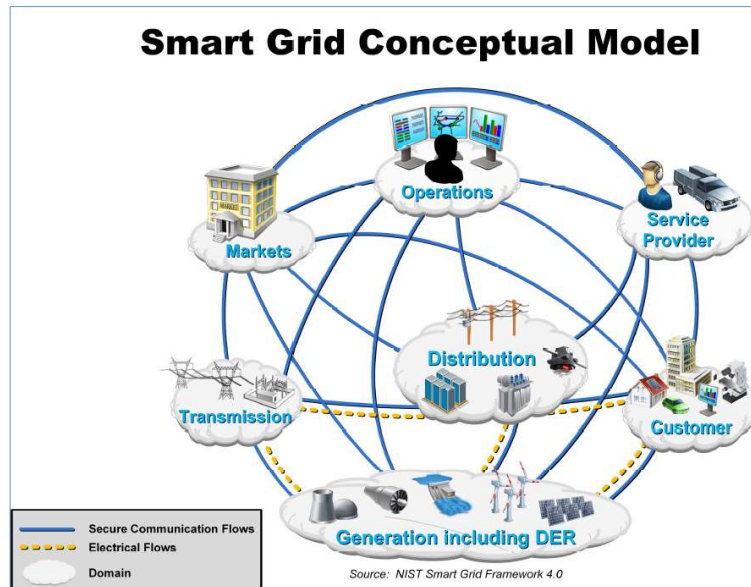 Smart Grid Conceptual Model
Operations
Markets
MARKET
Service
Provider
Distribution
Transmission
Customer
Generation including DER
Secure Communication Flows
Electrical Flows
Domain
Source: NIST Smart Grid Framework 4.0